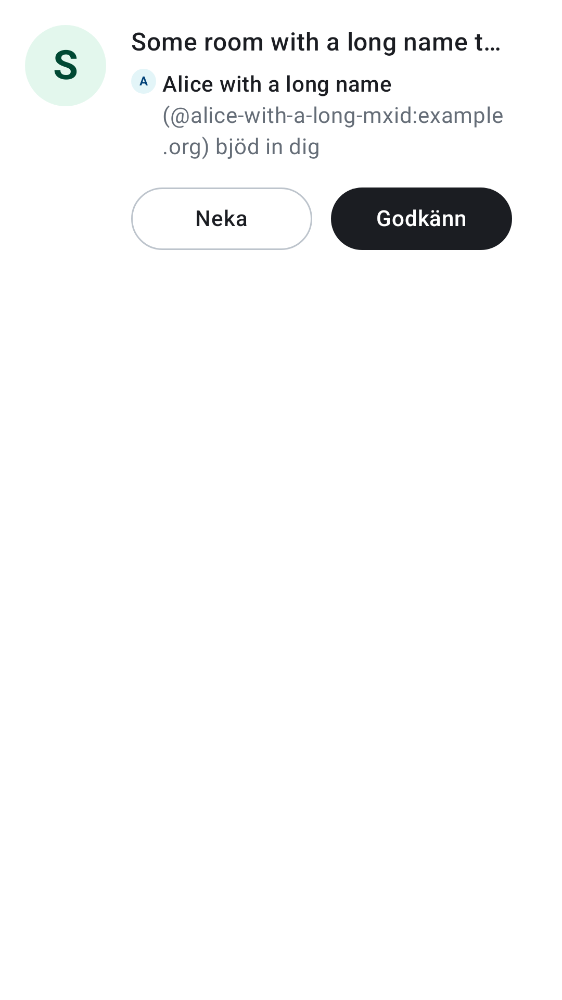 S
Some room with a long name t…
A
Alice with a long name
(@alice-with-a-long-mxid:example
.org) bjöd in dig
Neka
Godkänn